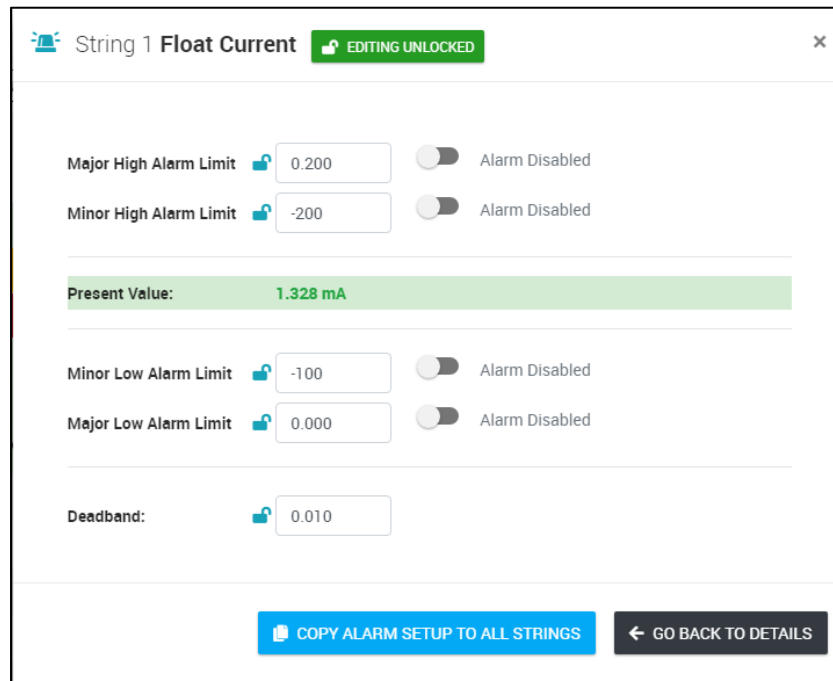 String 1 Float Current EDITING UNLOCKED ×
Major High Alarm Limit 0.200 Alarm Disabled
Minor High Alarm Limit -200 Alarm Disabled
Present Value: 1.328 mA
Minor Low Alarm Limit -100 Alarm Disabled
Major Low Alarm Limit 0.000 Alarm Disabled
Deadband: 0.010
COPY ALARM SETUP TO ALL STRINGS GO BACK TO DETAILS